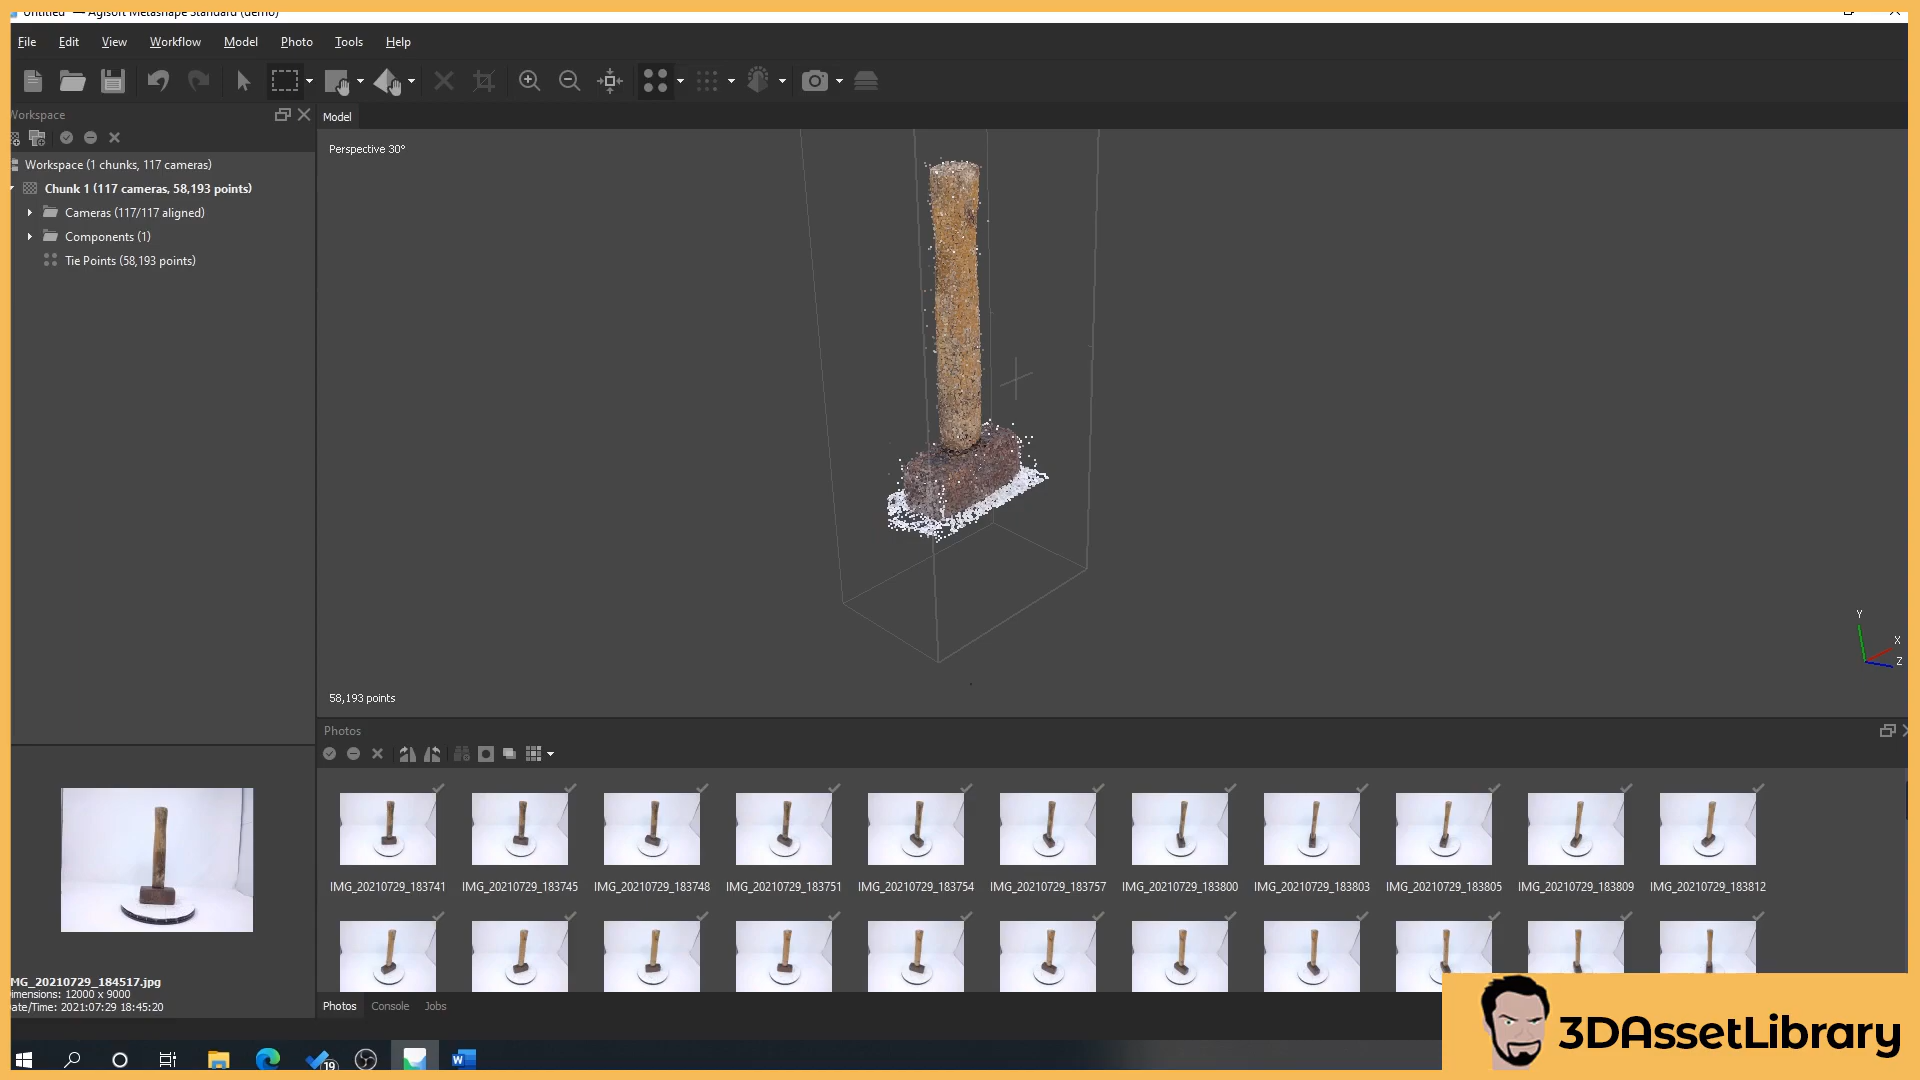 Untitled — Agisoft Metashape Standard (demo)
File Edit View Workflow Model Photo Tools Help
Workspace
Model
Workspace (1 chunks, 117 cameras)
Chunk 1 (117 cameras, 58,193 points)
Cameras (117/117 aligned)
Components (1)
Tie Points (58,193 points)
Perspective 30°
Y
X
Z
58,193 points
Photos
IMG_20210729_183741 IMG_20210729_183745 IMG_20210729_183748 IMG_20210729_183751 IMG_20210729_183754 IMG_20210729_183757 IMG_20210729_183800 IMG_20210729_183803 IMG_20210729_183805 IMG_20210729_183809 IMG_20210729_183812
MG_20210729_184517.jpg
imensions: 12000 x 9000
ate/Time: 2021:07:29 18:45:20
Photos Console Jobs
3DAssetLibrary
19
W